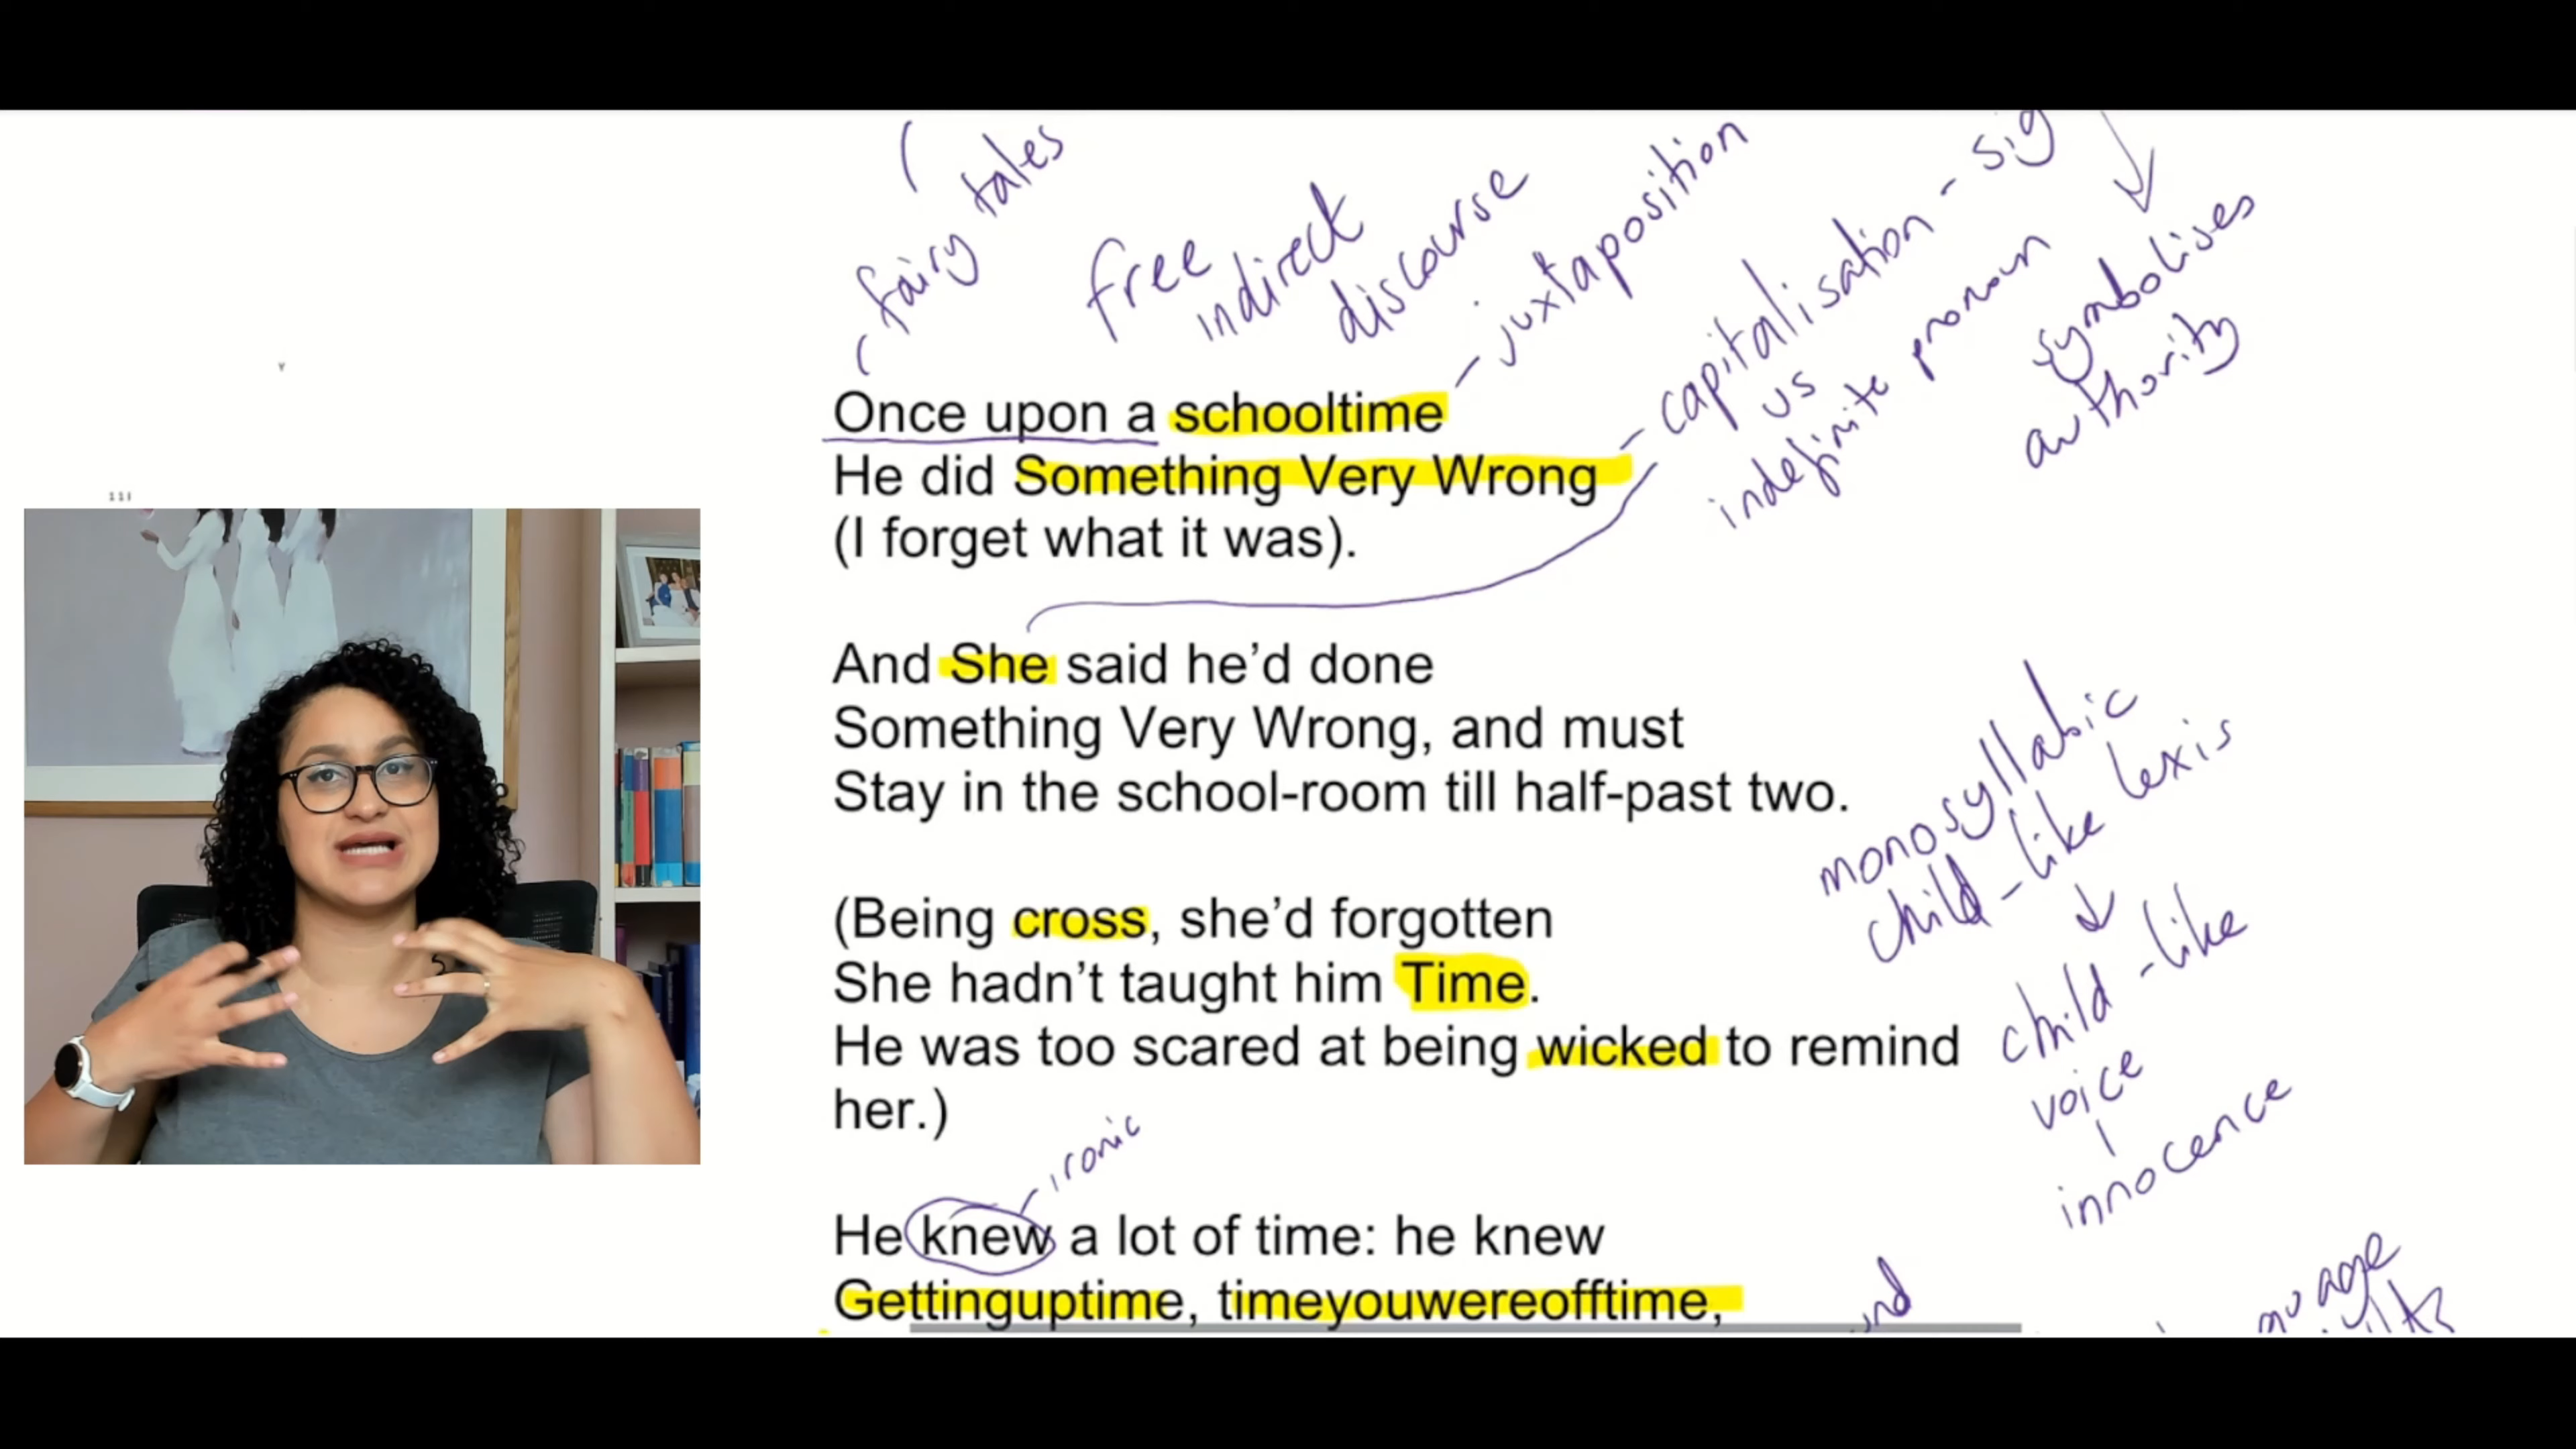 fairy tales
free
indirect
discourse
- juxtaposition
- capitalisation - sig
vs
indefinite pronoun
symbolises
authority
Once upon a schooltime
He did Something Very Wrong
(I forget what it was).
And She said he’d done
Something Very Wrong, and must
Stay in the school-room till half-past two.
monosyllabic
child-like lexis
child-like
voice
innocence
(Being cross, she’d forgotten
She hadn’t taught him Time.
He was too scared at being wicked to remind
her.)
ironic
He knew a lot of time: he knew
Gettinguptime, timeyouwereofftime,